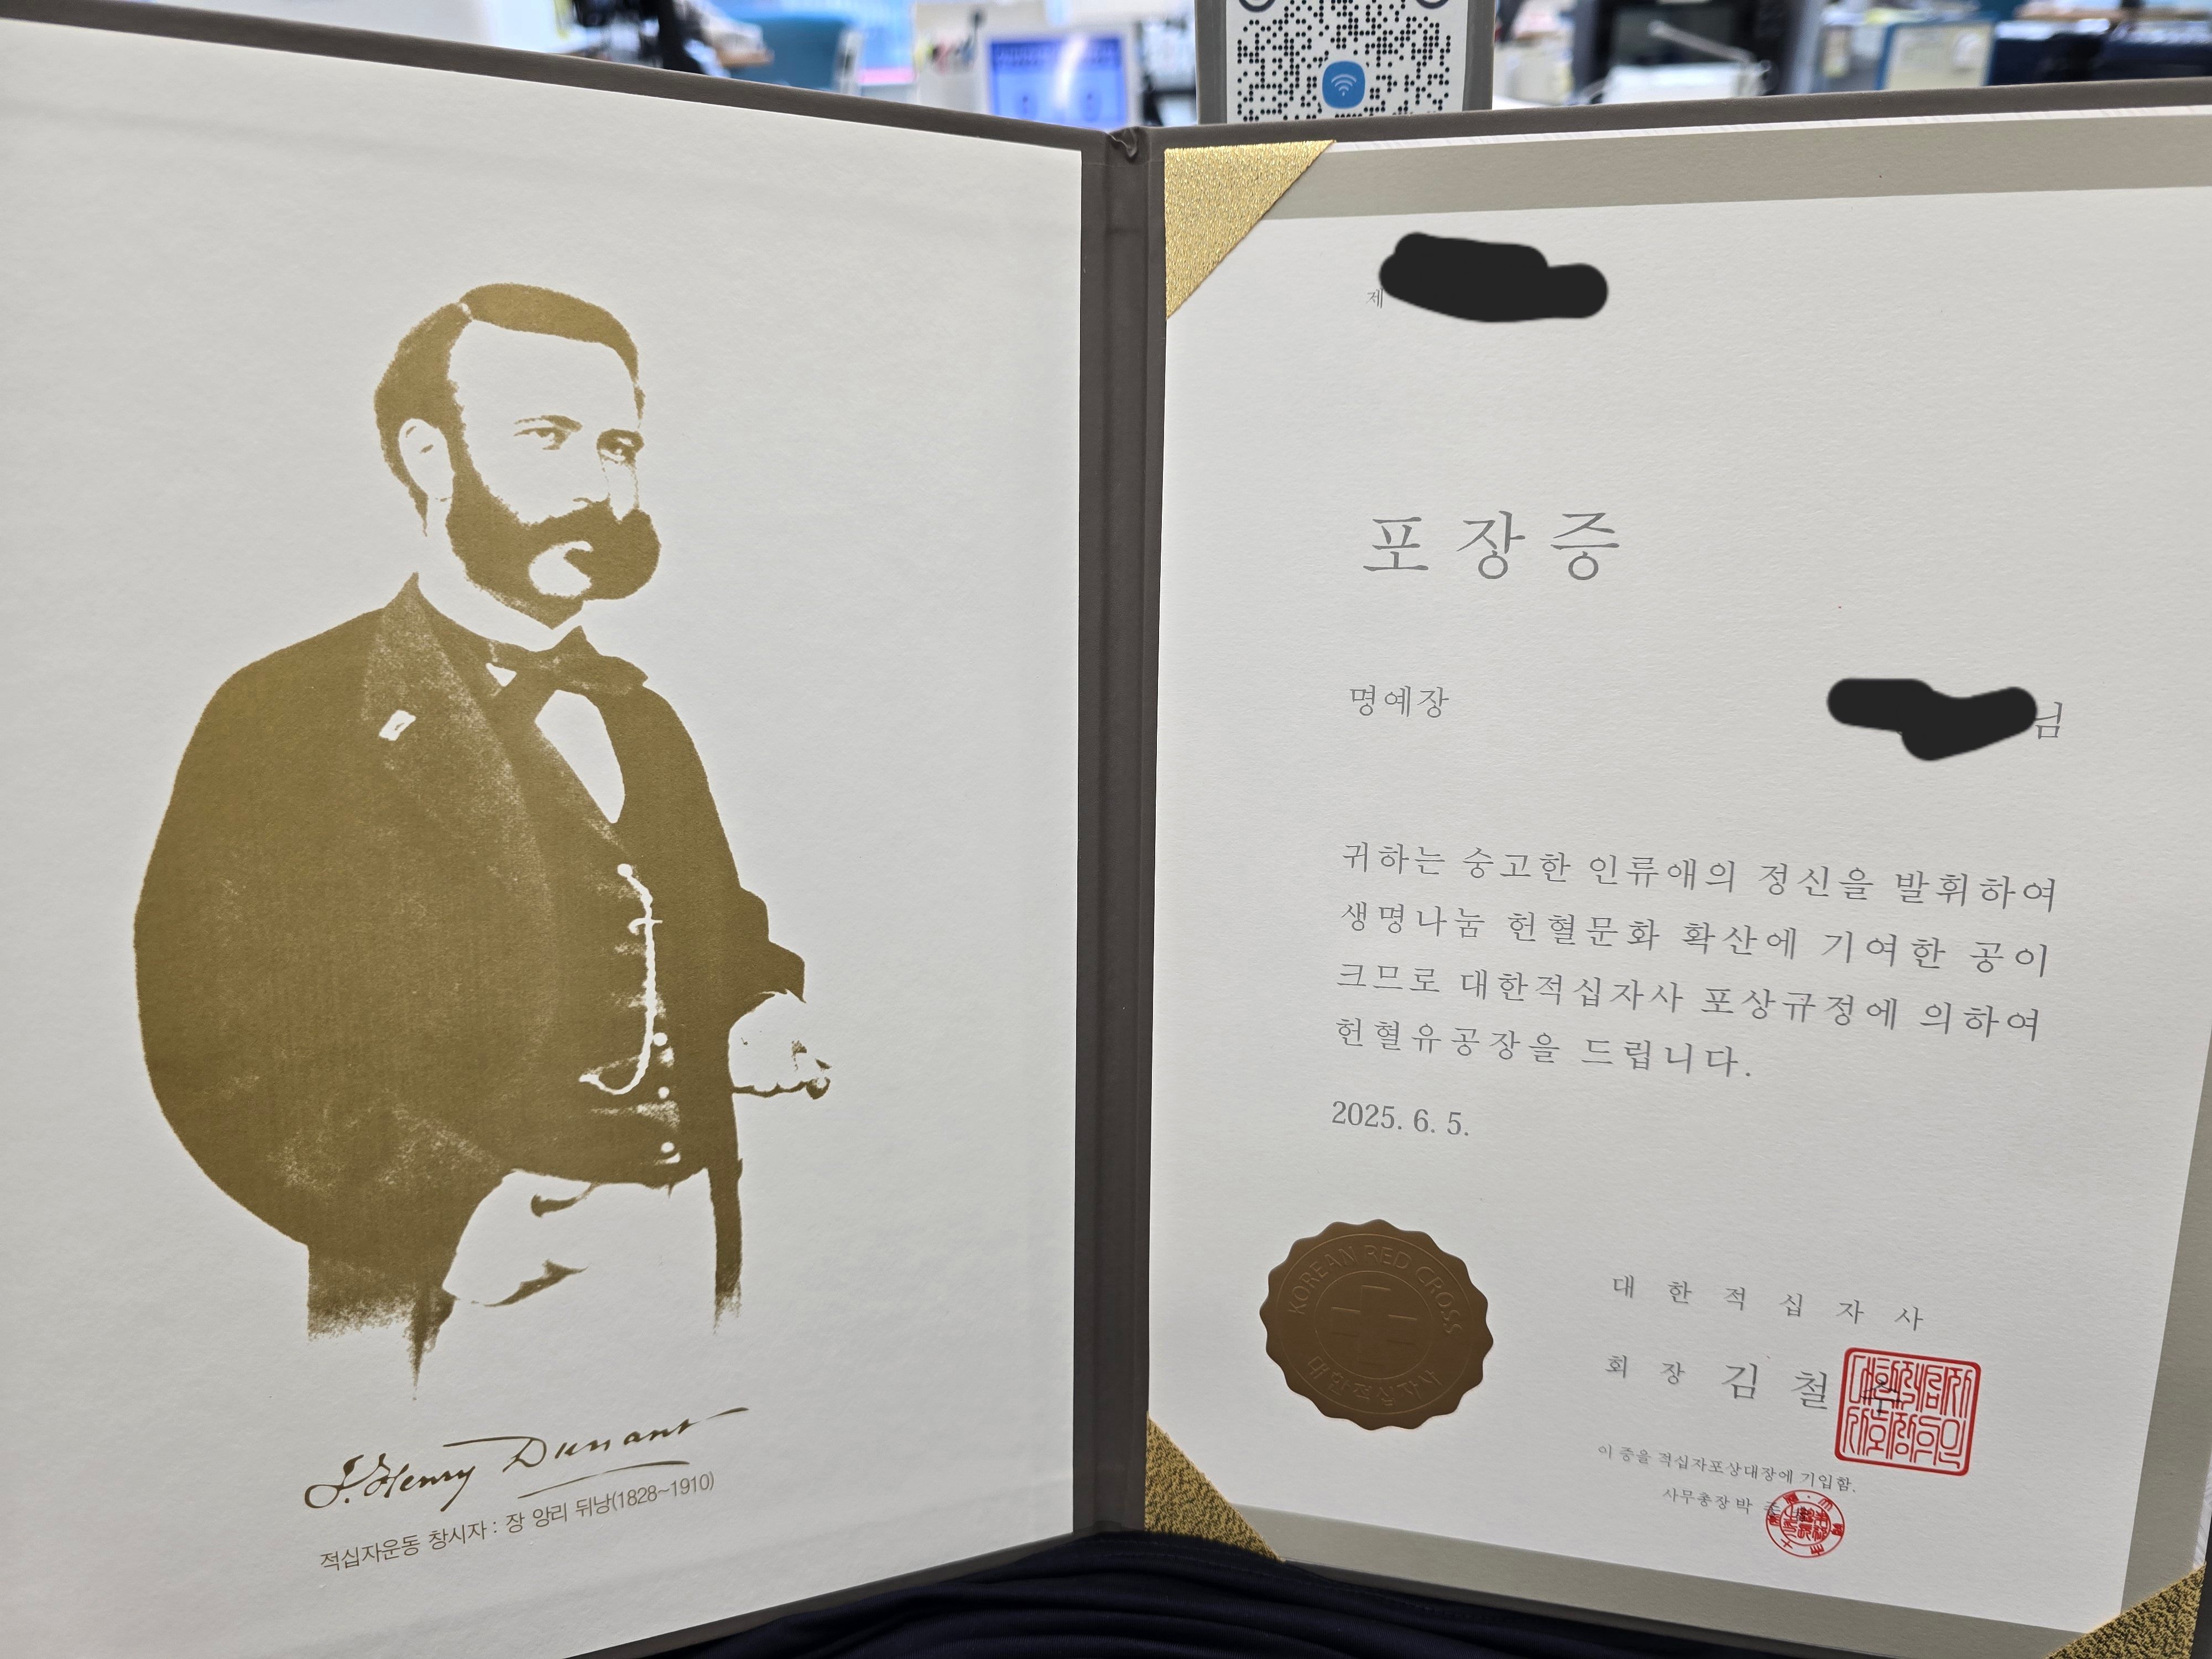 J. Henry Dunant
적십자운동 창시자 : 장 앙리 뒤낭(1828~1910)
제
포장증
명예장 님
귀하는 숭고한 인류애의 정신을 발휘하여
생명나눔 헌혈문화 확산에 기여한 공이
크므로 대한적십자사 포상규정에 의하여
헌혈유공장을 드립니다.
2025. 6. 5.
KOREAN RED CROSS
대한적십자사
대한적십자사
회장 김철수
이 증을 적십자포상대장에 기입함.
사무총장 박